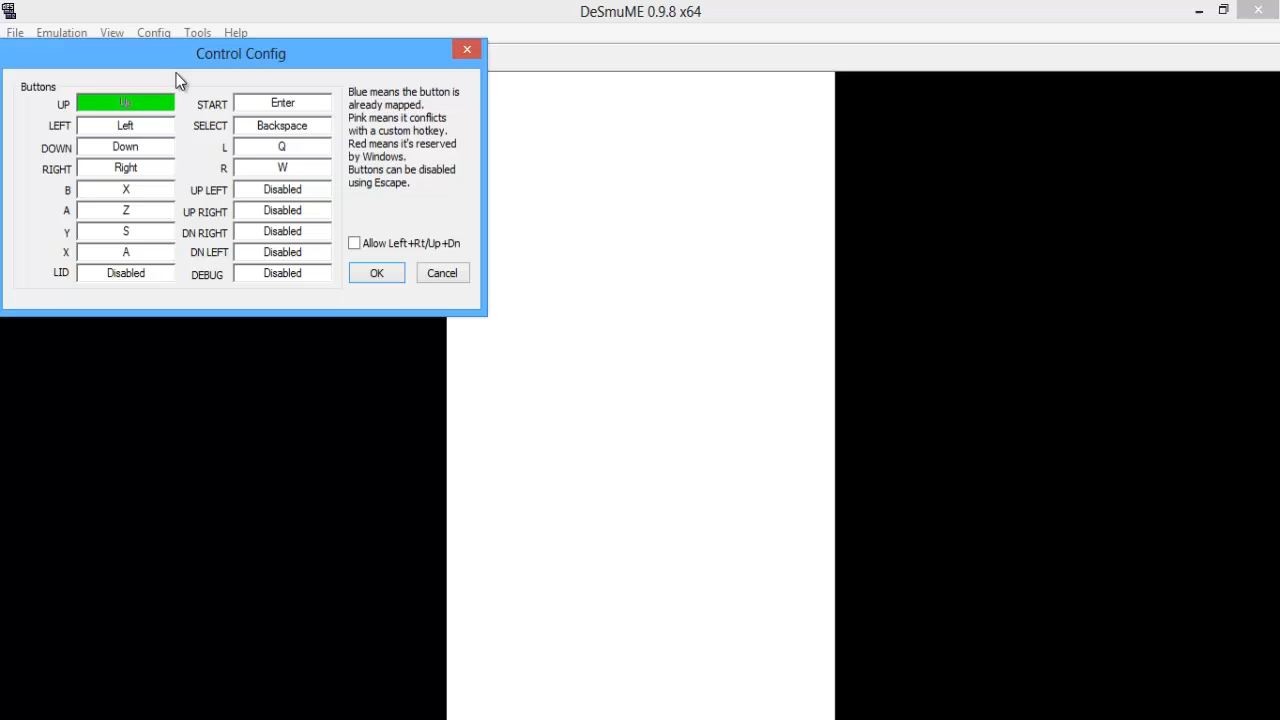 DeSmuME 0.9.8 x64
File Emulation View Config Tools Help
Control Config
Buttons
UP Up START Enter
LEFT Left SELECT Backspace
DOWN Down L Q
RIGHT Right R W
B X UP LEFT Disabled
A Z UP RIGHT Disabled
Y S DN RIGHT Disabled
X A DN LEFT Disabled
LID Disabled DEBUG Disabled
Blue means the button is
already mapped.
Pink means it conflicts
with a custom hotkey.
Red means it's reserved
by Windows.
Buttons can be disabled
using Escape.
Allow Left+Rt/Up+Dn
OK Cancel